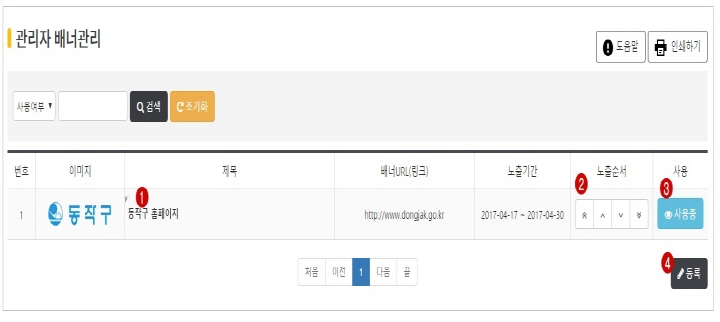 관리자 배너관리
도움말 인쇄하기
사용여부 검색 초기화
번호 이미지 제목 배너URL(링크) 노출기간 노출순서 사용
1 동작구 1 동작구 홈페이지 http://www.dongjak.go.kr 2017-04-17 ~ 2017-04-30 2 3 사용중
처음 이전 1 다음 끝
4 등록